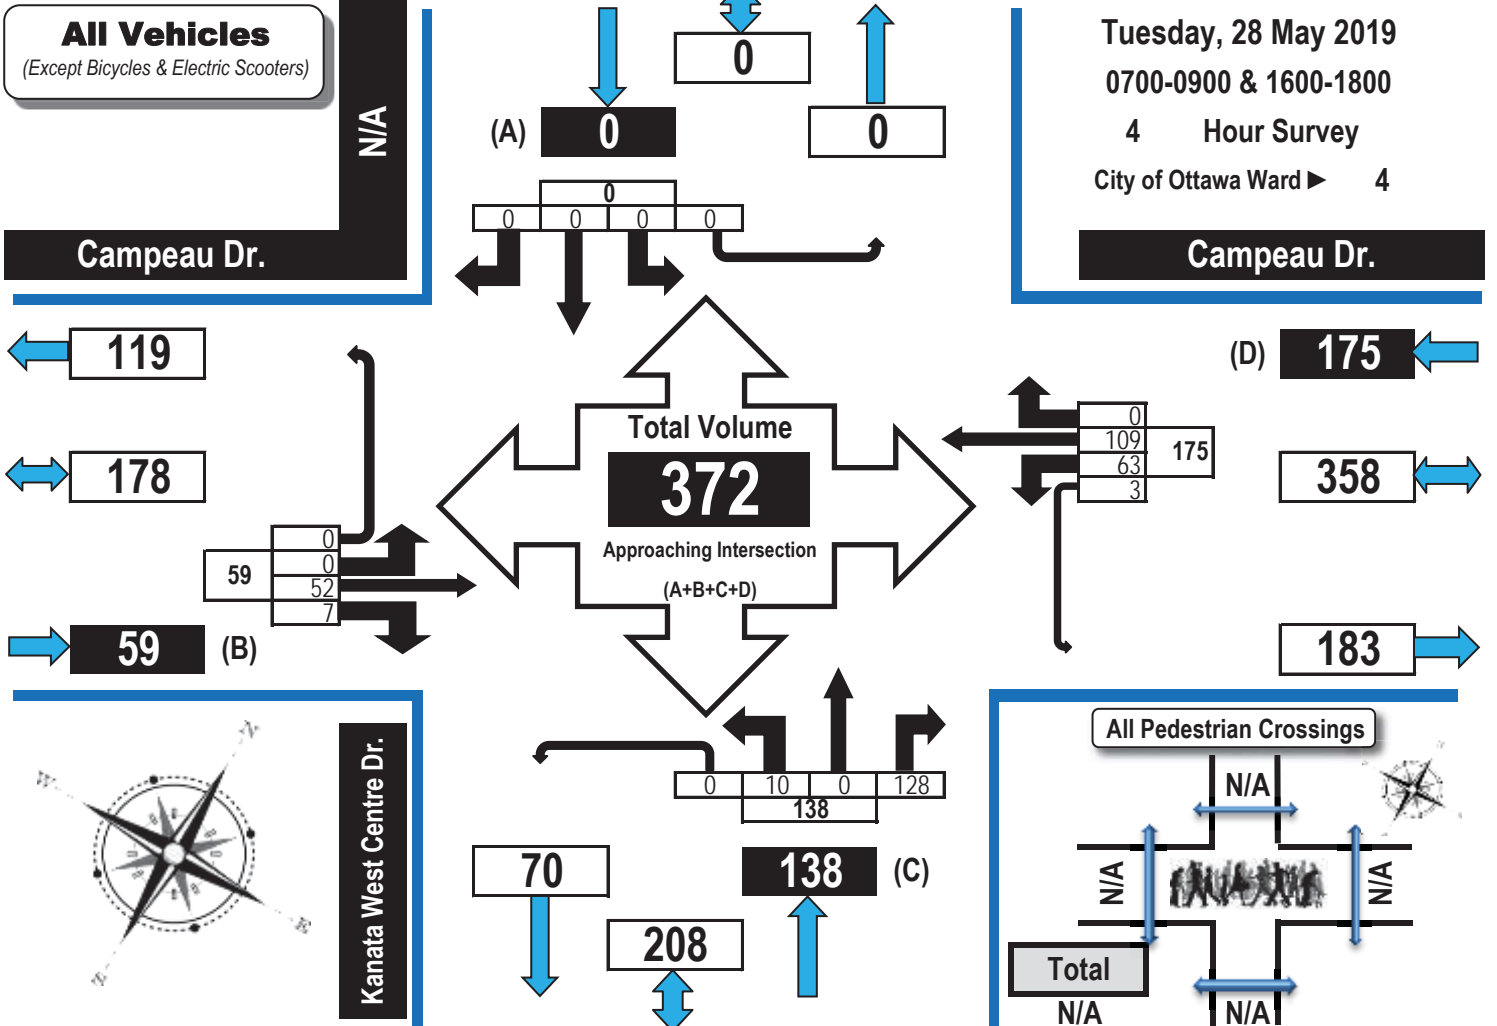 All Vehicles
(Except Bicycles & Electric Scooters)
N/A
Campeau Dr.
0
(A) 0
0
0
0 0 0 0
Tuesday, 28 May 2019
0700-0900 & 1600-1800
4 Hour Survey
City of Ottawa Ward ► 4
Campeau Dr.
119
178
0
0
59
52
7
59 (B)
Total Volume
372
Approaching Intersection
(A+B+C+D)
(D) 175
0
109
175
63
3
358
183
N
W
E
S
Kanata West Centre Dr.
0 10 0 128
138
70
138 (C)
208
All Pedestrian Crossings
N/A
N/A
N/A
Total
N/A
N/A